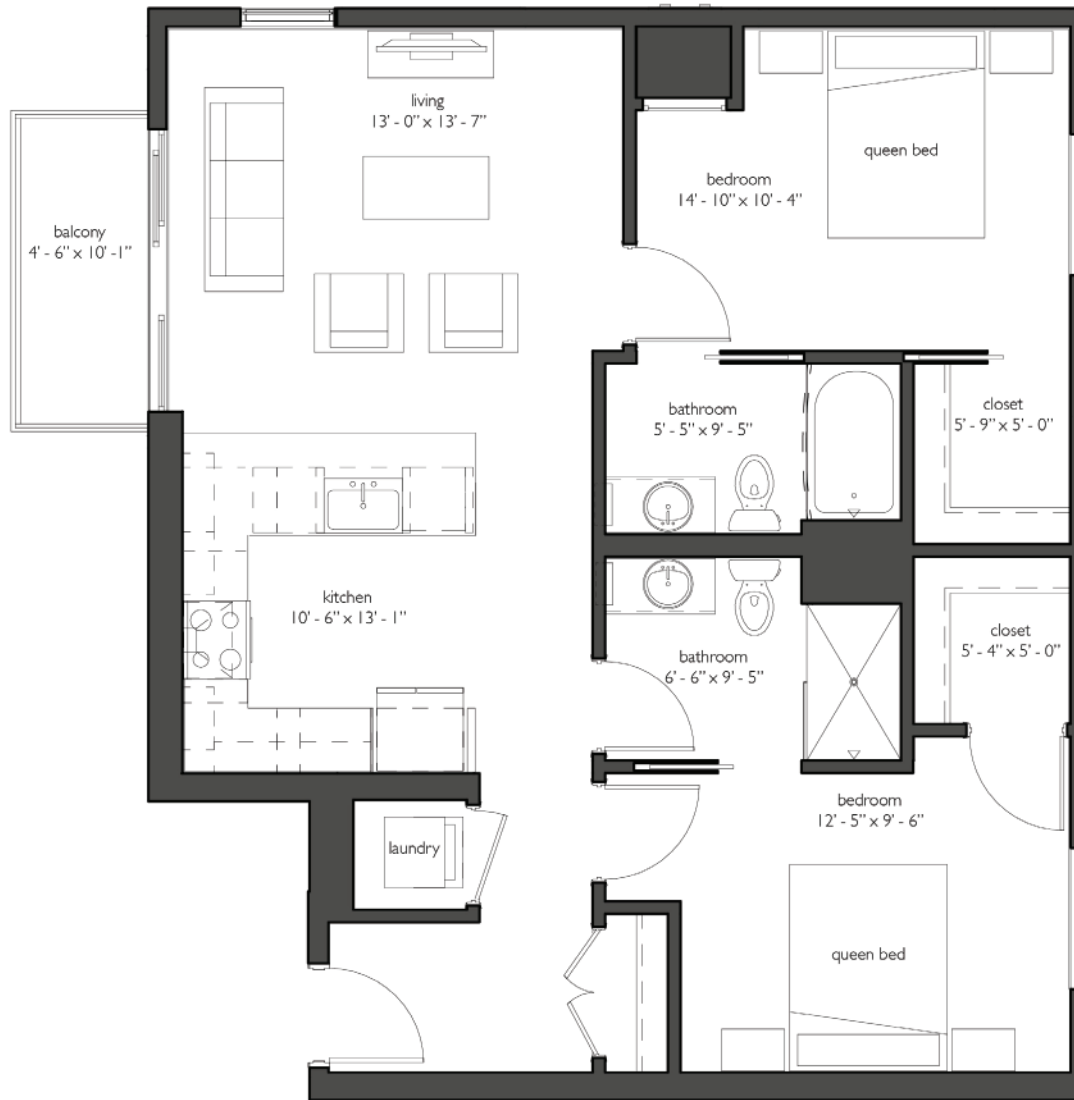 living
13' - 0” x 13' - 7”
queen bed
bedroom
14' - 10” x 10' - 4”
balcony
4' - 6” x 10' -1”
bathroom
5' - 5” x 9' - 5”
closet
5' - 9” x 5' - 0”
kitchen
10' - 6” x 13' - 1”
closet
5' - 4” x 5' - 0”
bathroom
6' - 6” x 9' - 5”
bedroom
12' - 5” x 9' - 6”
laundry
queen bed